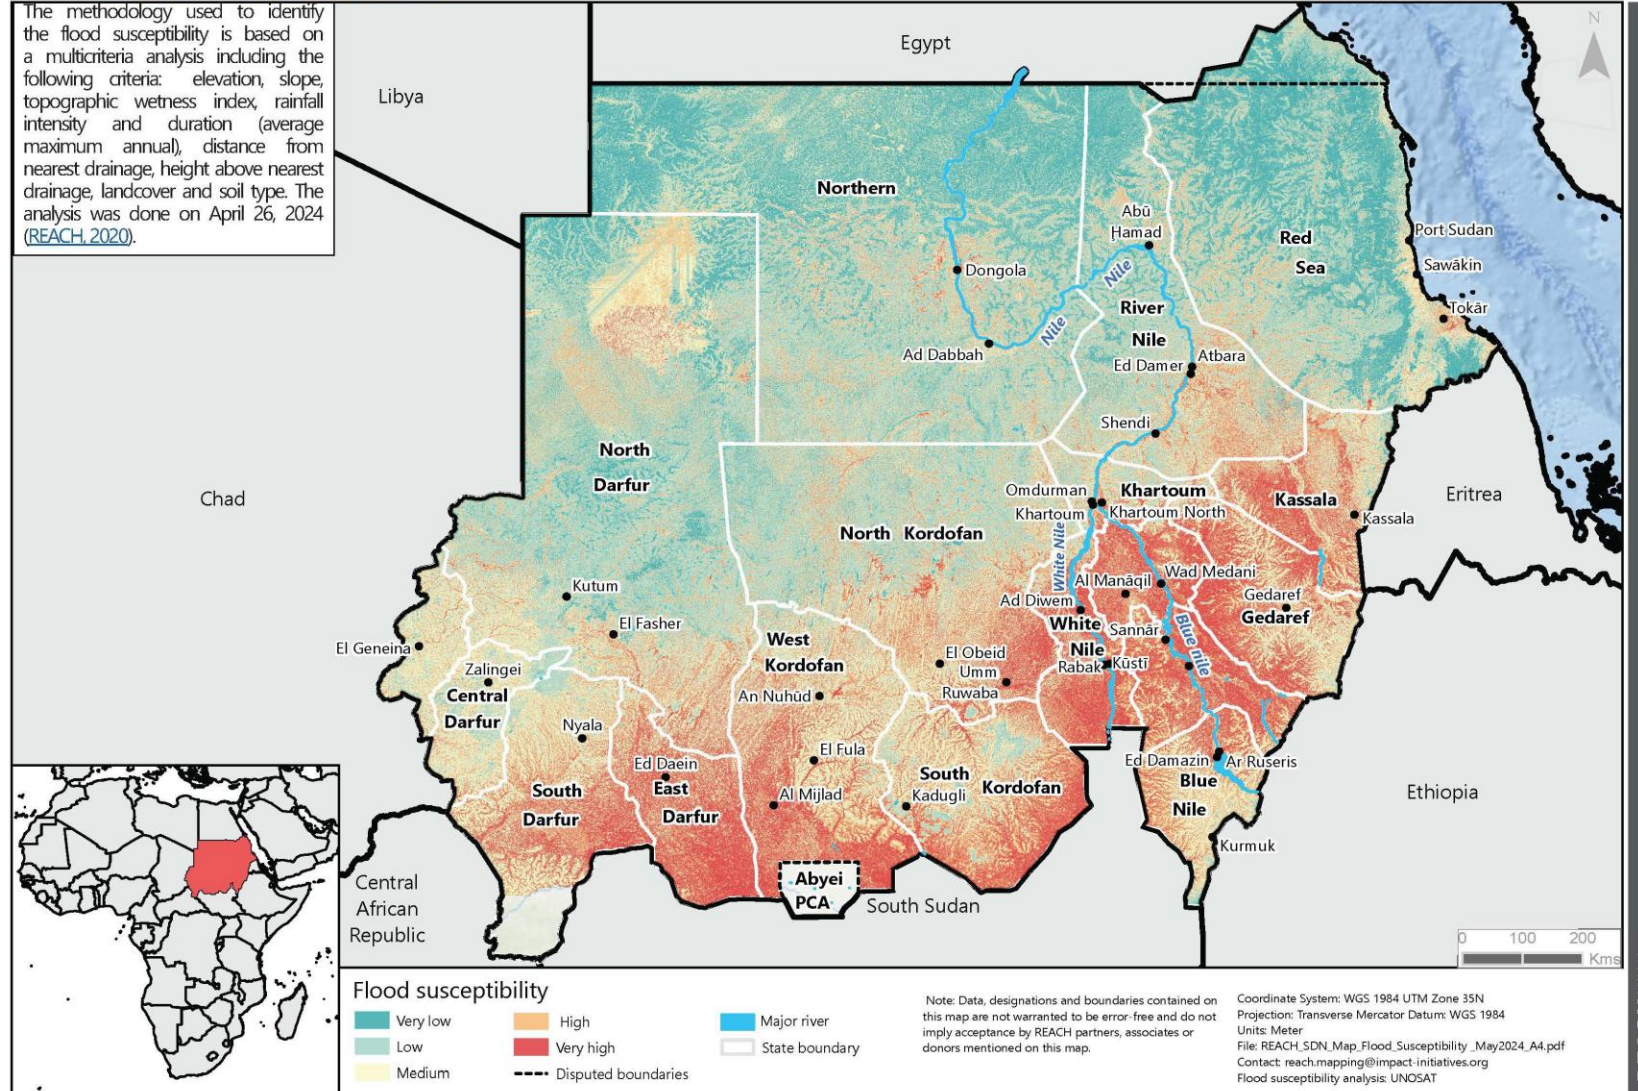 The methodology used to identify
the flood susceptibility is based on
a multicriteria analysis including the
following criteria: elevation, slope,
topographic wetness index, rainfall
intensity and duration (average
maximum annual), distance from
nearest drainage, height above nearest
drainage, landcover and soil type. The
analysis was done on April 26, 2024
(REACH, 2020).
N
Egypt
Libya
Northern
Abū
Ḩamad
Red
Sea
Port Sudan
Sawākin
Dongola
Nile
River
Nile
Tokār
Nile
Ad Dabbah
Ed Damer
Atbara
Shendi
North
Darfur
Chad
Omdurman
Khartoum
Khartoum
Khartoum North
Kassala
Kassala
Eritrea
North Kordofan
White Nile
Al Manāqil
Wad Medani
Kutum
Ad Diwem
Gedaref
Gedaref
El Fasher
White
Nile
Sannār
Blue nile
El Geneina
West
Kordofan
El Obeid
Umm
Ruwaba
Rabak
Kūstī
Zalingei
Central
Darfur
An Nuhūd
Nyala
El Fula
Ed Daein
Ed Damazin
Ar Ruseris
South
Darfur
East
Darfur
Al Mijlad
South
Kordofan
Kadugli
Blue
Nile
Ethiopia
Kurmuk
Abyei
PCA
Central
African
Republic
South Sudan
0 100 200
Kms
Flood susceptibility
Very low
Low
Medium
High
Very high
Disputed boundaries
Major river
State boundary
Note: Data, designations and boundaries contained on
this map are not warranted to be error-free and do not
imply acceptance by REACH partners, associates or
donors mentioned on this map.
Coordinate System: WGS 1984 UTM Zone 35N
Projection: Transverse Mercator Datum: WGS 1984
Units: Meter
File: REACH_SDN_Map_Flood_Susceptibility _May2024_A4.pdf
Contact: reach.mapping@impact-initiatives.org
Flood susceptibility analysis: UNOSAT